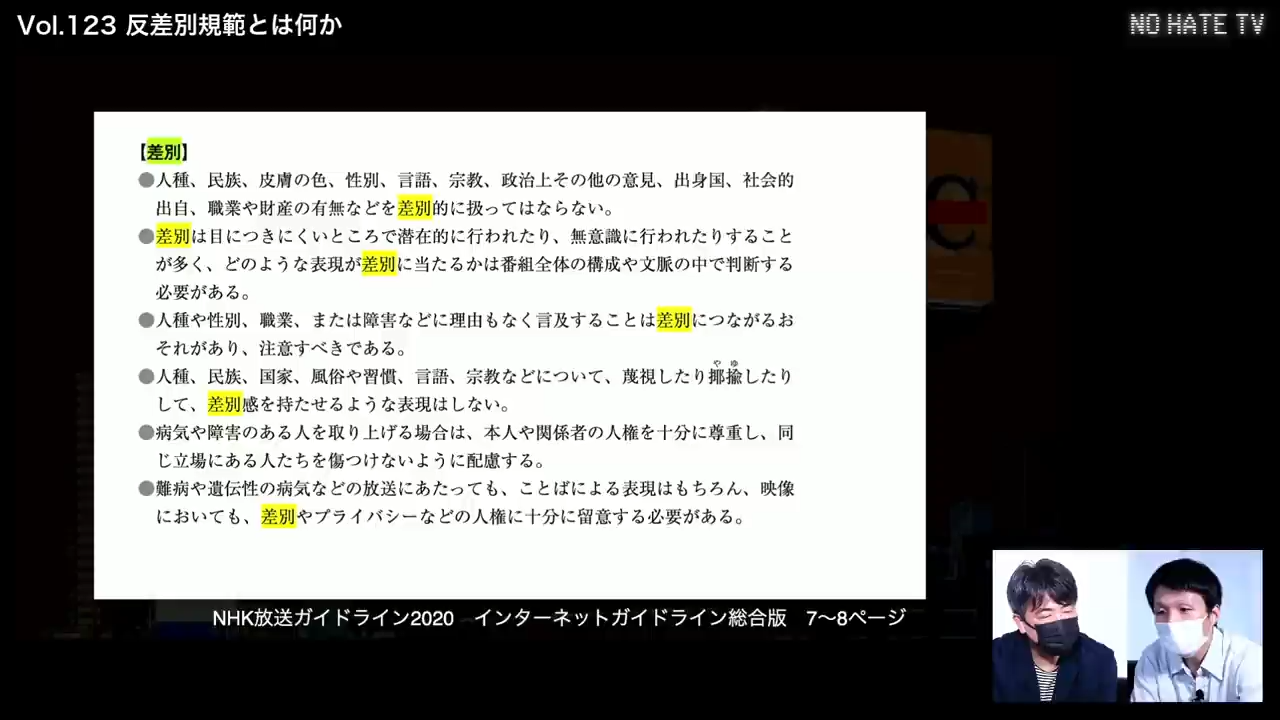 Vol.123 反差別規範とは何か
NO HATE TV
【差別】
●人種、民族、皮膚の色、性別、言語、宗教、政治上その他の意見、出身国、社会的
出自、職業や財産の有無などを差別的に扱ってはならない。
●差別は目につきにくいところで潜在的に行われたり、無意識に行われたりすること
が多く、どのような表現が差別に当たるかは番組全体の構成や文脈の中で判断する
必要がある。
●人種や性別、職業、または障害などに理由もなく言及することは差別につながるお
それがあり、注意すべきである。
やゆ
●人種、民族、国家、風俗や習慣、言語、宗教などについて、蔑視したり揶揄したり
して、差別感を持たせるような表現はしない。
●病気や障害のある人を取り上げる場合は、本人や関係者の人権を十分に尊重し、同
じ立場にある人たちを傷つけないように配慮する。
●難病や遺伝性の病気などの放送にあたっても、ことばによる表現はもちろん、映像
においても、差別やプライバシーなどの人権に十分に留意する必要がある。
NHK放送ガイドライン2020 インターネットガイドライン総合版 7〜8ページ
C